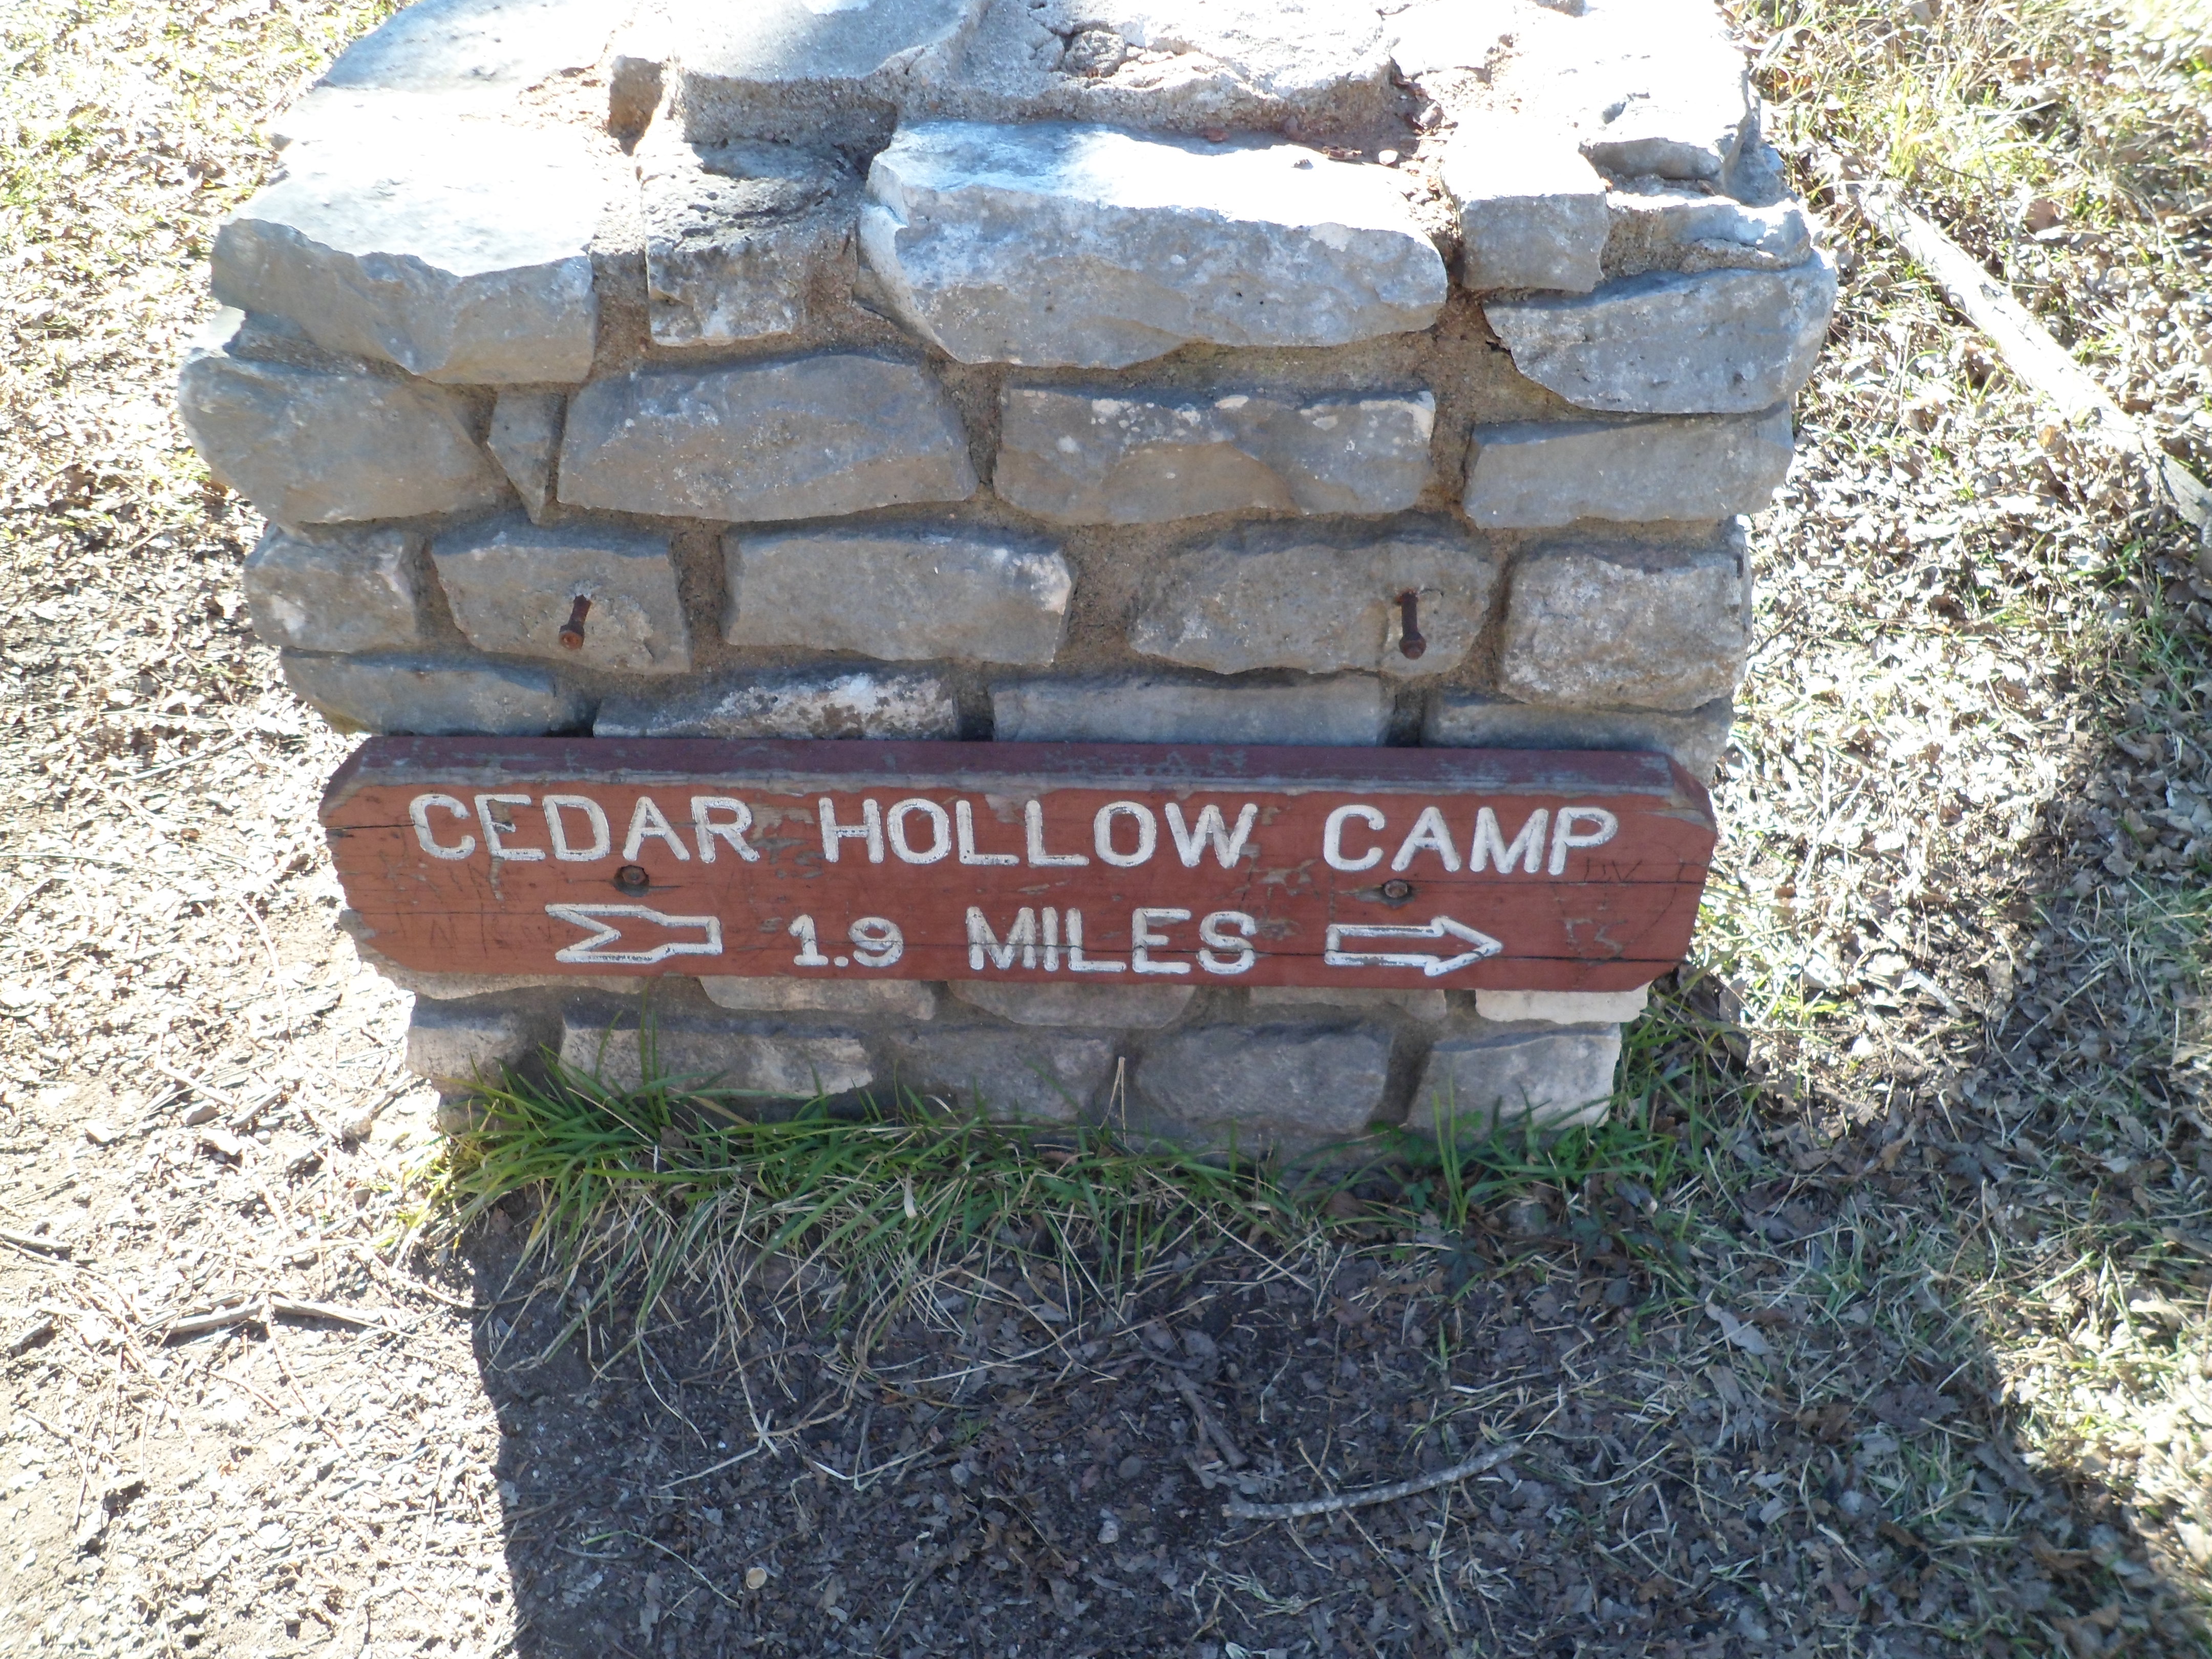 CEDAR HOLLOW CAMP
1.9 MILES